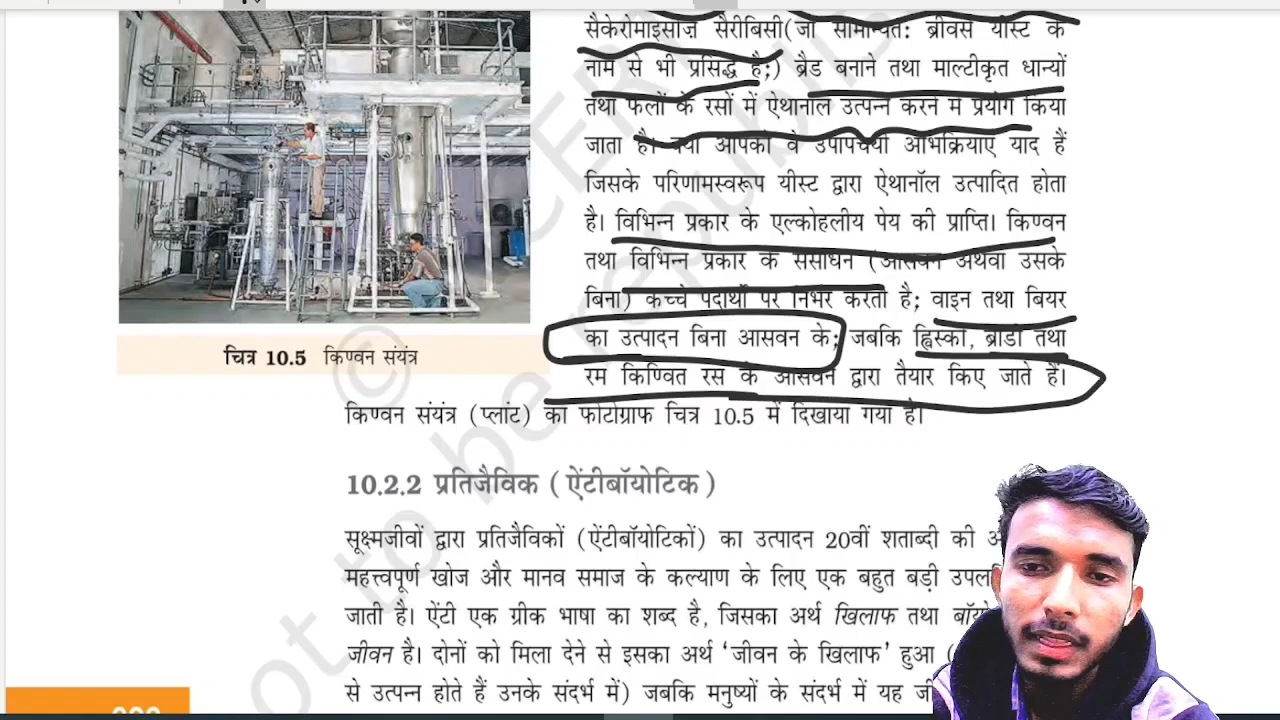 सैकेरोमाइसीज सैरीबिसी(जो सामान्यत: ब्रीवर्स यीस्ट के
नाम से भी प्रसिद्ध है;) ब्रैड बनाने तथा माल्टीकृत धान्यों
तथा फलों के रसों में ऐथानॉल उत्पन्न करने में प्रयोग किया
जाता है। क्या आपको वे उपापचयी अभिक्रियाएँ याद हैं
जिसके परिणामस्वरूप यीस्ट द्वारा ऐथानॉल उत्पादित होता
है। विभिन्न प्रकार के एल्कोहलीय पेय की प्राप्ति। किण्वन
तथा विभिन्न प्रकार के संसाधन (आसवन अथवा उसके
बिना) कच्चे पदार्थों पर निर्भर करती है; वाइन तथा बियर
का उत्पादन बिना आसवन के; जबकि ह्विस्की, ब्रांडी तथा
रम किण्वित रस के आसवन द्वारा तैयार किए जाते हैं।
चित्र 10.5 किण्वन संयंत्र
किण्वन संयंत्र (प्लांट) का फोटोग्राफ चित्र 10.5 में दिखाया गया है।
10.2.2 प्रतिजैविक (ऐंटीबॉयोटिक)
सूक्ष्मजीवों द्वारा प्रतिजैविकों (ऐंटीबॉयोटिकों) का उत्पादन 20वीं शताब्दी की
महत्त्वपूर्ण खोज और मानव समाज के कल्याण के लिए एक बहुत बड़ी
जाती है। ऐंटी एक ग्रीक भाषा का शब्द है, जिसका अर्थ खिलाफ तथा
जीवन है। दोनों को मिला देने से इसका अर्थ 'जीवन के खिलाफ' हुआ
से उत्पन्न होते हैं उनके संदर्भ में) जबकि मनुष्यों के संदर्भ में यह
not to be republis